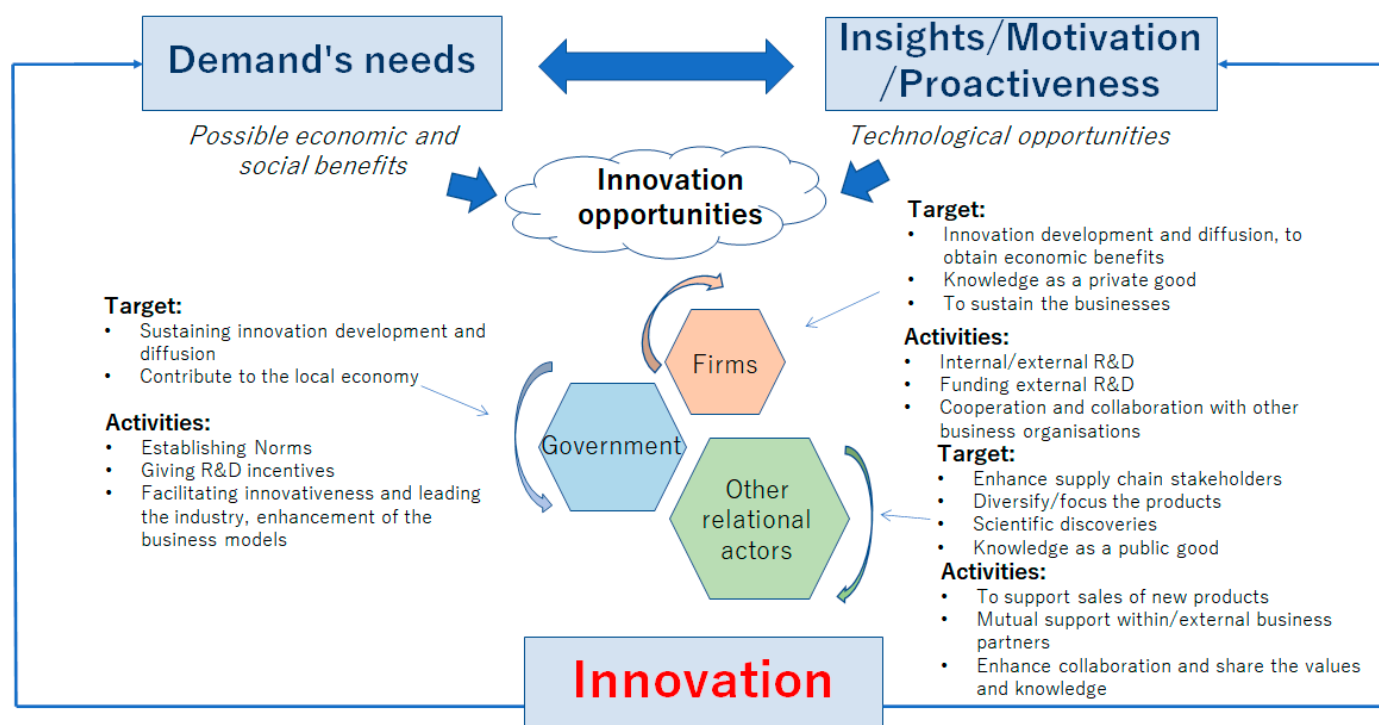 Demand's needs
Insights/Motivation
/Proactiveness
Possible economic and
social benefits
Technological opportunities
Innovation
opportunities
Target:
• Innovation development and diffusion, to
obtain economic benefits
• Knowledge as a private good
• To sustain the businesses
Activities:
• Internal/external R&D
• Funding external R&D
• Cooperation and collaboration with other
business organisations
Target:
• Sustaining innovation development and
diffusion
• Contribute to the local economy
Activities:
• Establishing Norms
• Giving R&D incentives
• Facilitating innovativeness and leading
the industry, enhancement of the
business models
Firms
Government
Other
relational
actors
Target:
• Enhance supply chain stakeholders
• Diversify/focus the products
• Scientific discoveries
• Knowledge as a public good
Activities:
• To support sales of new products
• Mutual support within/external business
partners
• Enhance collaboration and share the values
and knowledge
Innovation